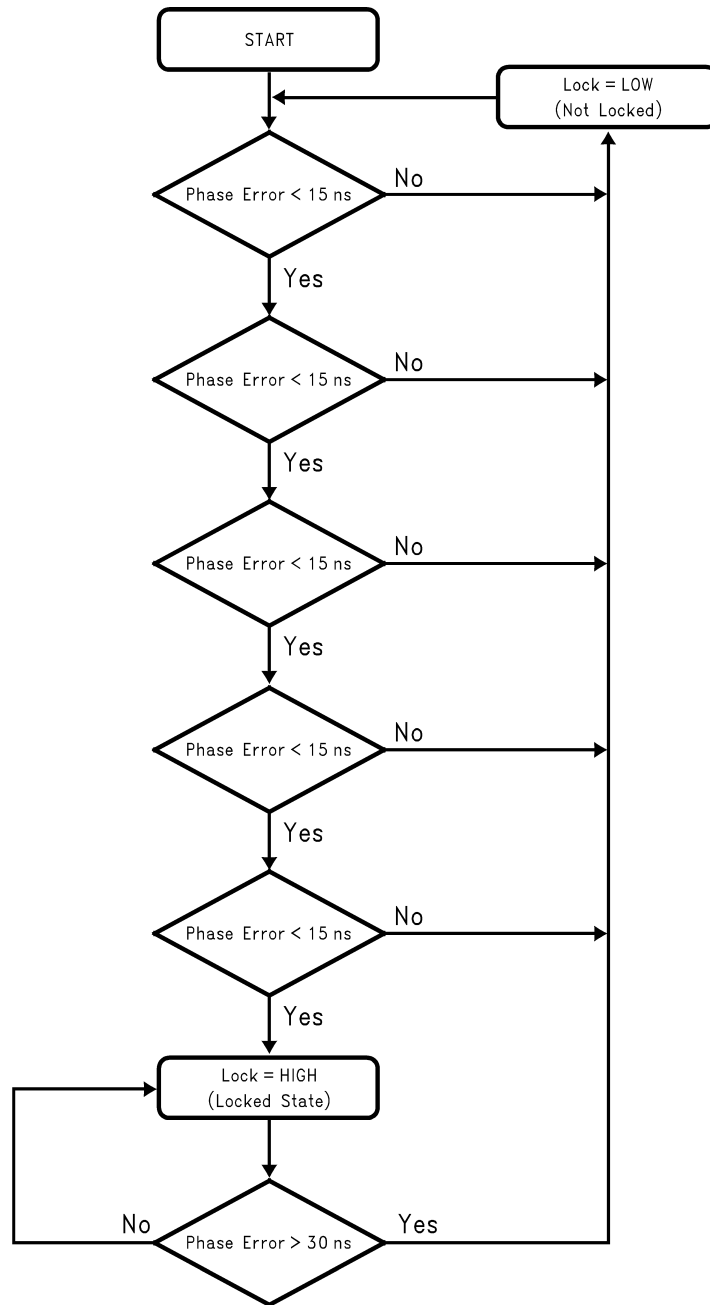 START
Lock = LOW
(Not Locked)
Phase Error < 15 ns
No
Yes
Phase Error < 15 ns
No
Yes
Phase Error < 15 ns
No
Yes
Phase Error < 15 ns
No
Yes
Phase Error < 15 ns
No
Yes
Lock = HIGH
(Locked State)
No
Phase Error > 30 ns
Yes